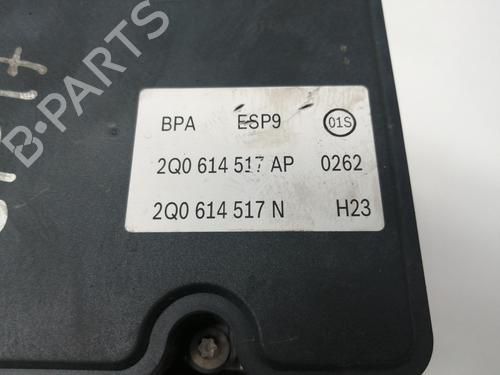 B-PARTS
BPA ESP9 01S
2Q0 614 517 AP 0262
2Q0 614 517 N H23